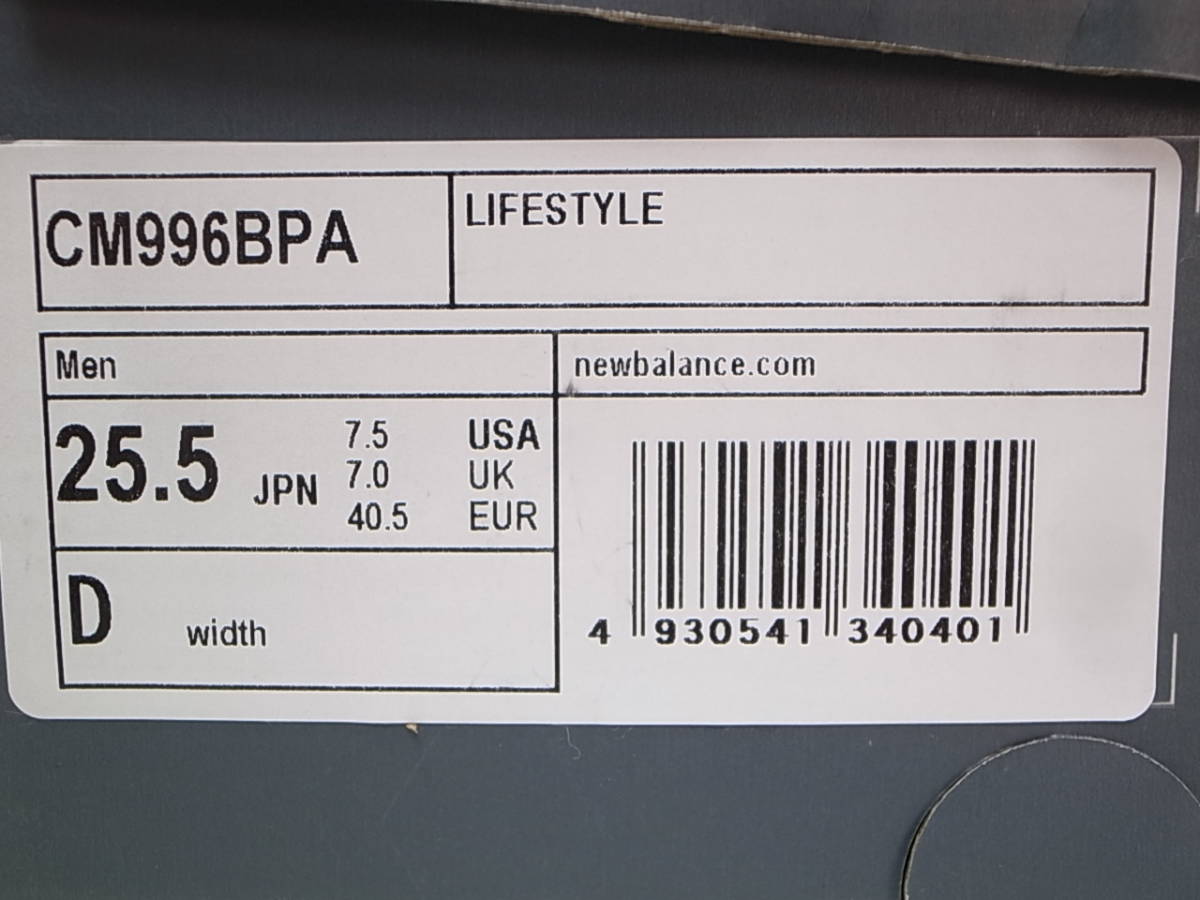 CM996BPA
LIFESTYLE
Men
newbalance.com
25.5 JPN
7.5 USA
7.0 UK
40.5 EUR
D width
4 930541 340401